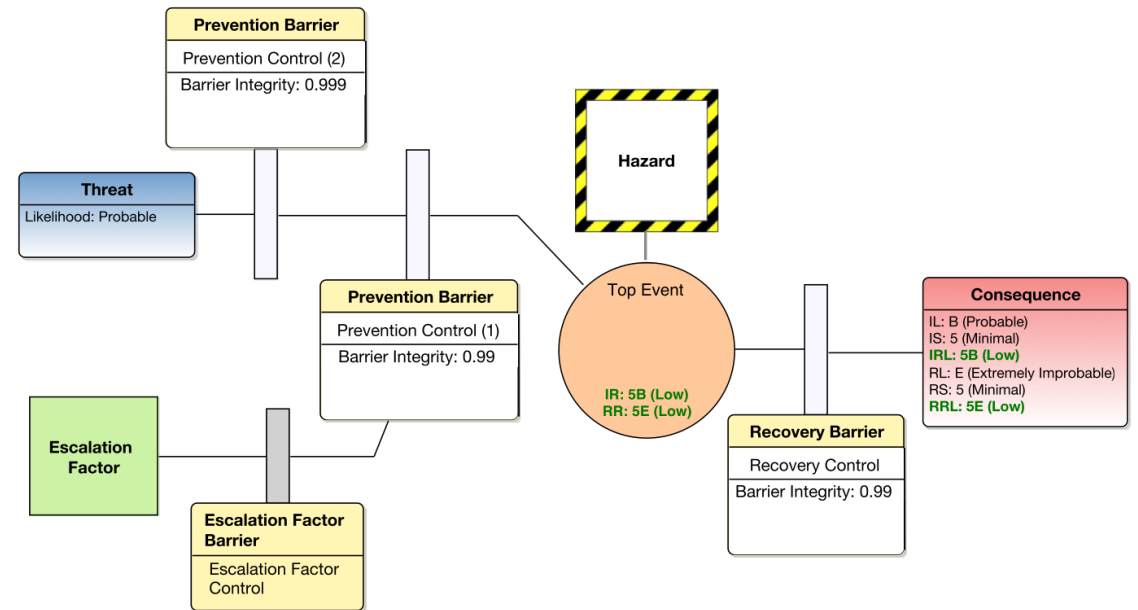 Prevention Barrier
Prevention Control (2)
Barrier Integrity: 0.999
Threat
Likelihood: Probable
Prevention Barrier
Prevention Control (1)
Barrier Integrity: 0.99
Escalation
Factor
Escalation Factor
Barrier
Escalation Factor
Control
Hazard
Top Event
IR: 5B (Low)
RR: 5E (Low)
Recovery Barrier
Recovery Control
Barrier Integrity: 0.99
Consequence
IL: B (Probable)
IS: 5 (Minimal)
IRL: 5B (Low)
RL: E (Extremely Improbable)
RS: 5 (Minimal)
RRL: 5E (Low)